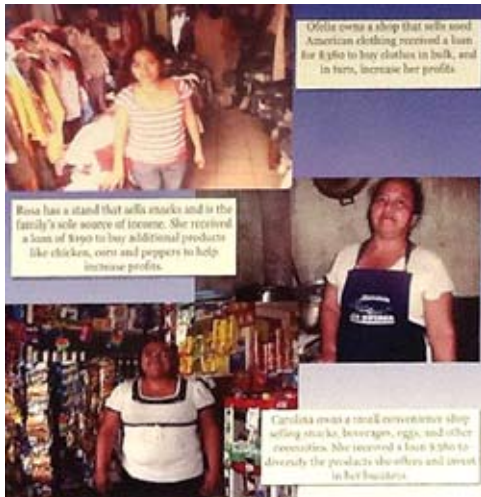 Ofelia owns a shop that sells used
American clothing received a loan
for $380 to buy clothes in bulk, and
in turn, increase her profits
Rosa has a stand that sells snacks and is the
family's sole source of income. She received
a loan of $190 to buy additional products
like chicken, corn and peppers to help
increase profits.
Carolina owns a small convenience shop
selling snacks, beverages, eggs, and other
necessities. She received a loan $380 to
diversify the products she offers and invest
in her business.